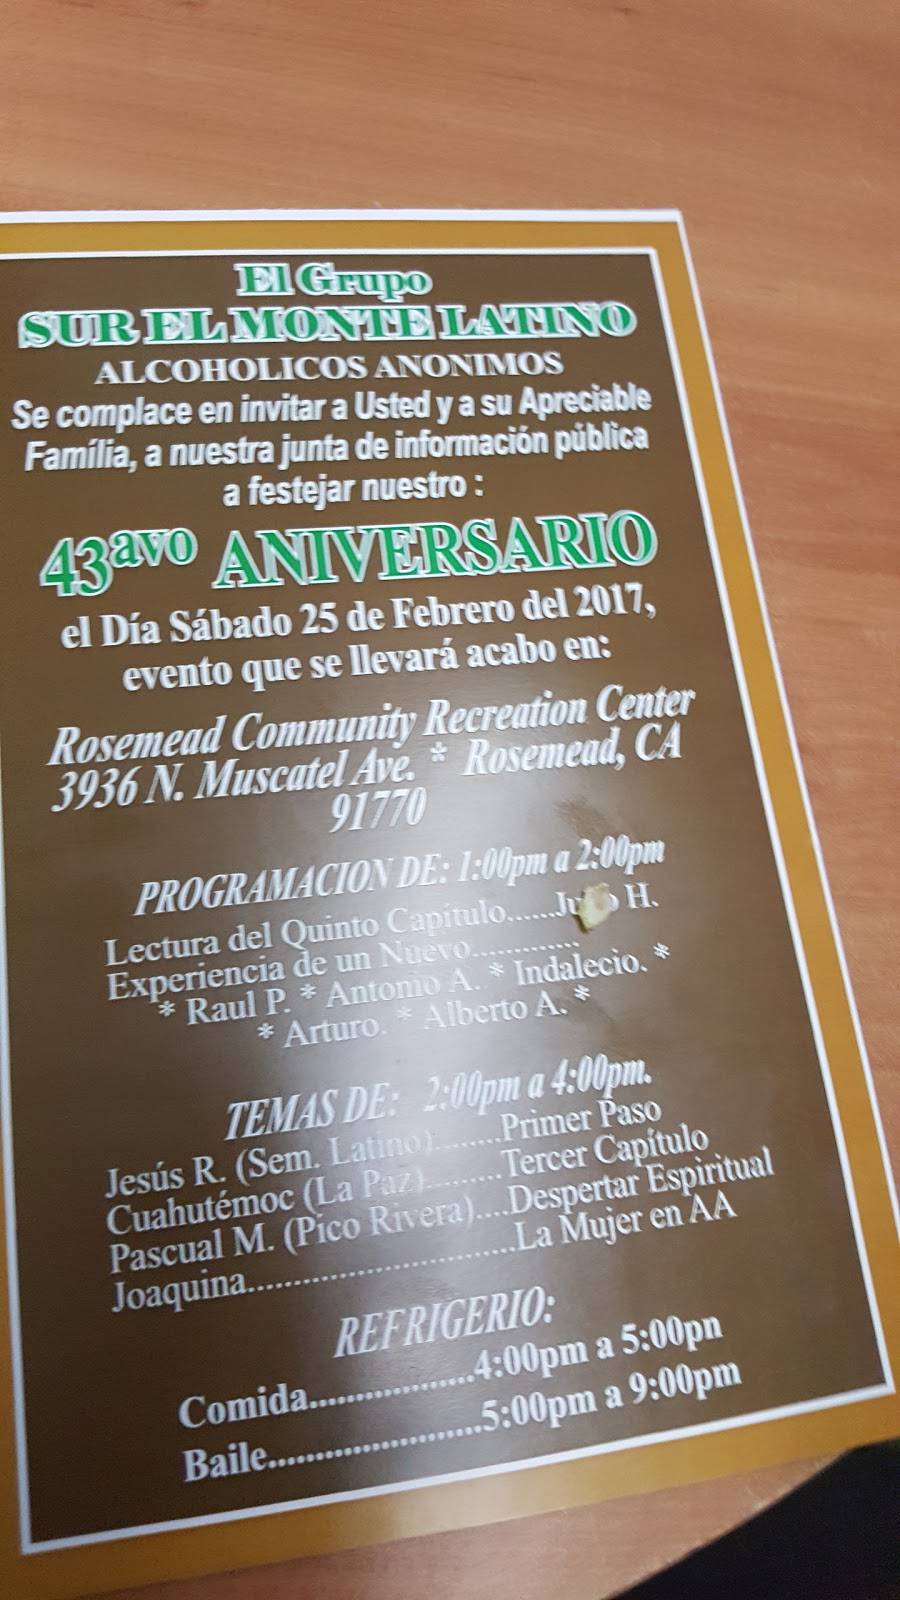 El Grupo
SUR EL MONTE LATINO
ALCOHOLICOS ANONIMOS
Se complace en invitar a Usted y a su Apreciable
Família, a nuestra junta de información pública
a festejar nuestro :
43avo ANIVERSARIO
el Día Sábado 25 de Febrero del 2017,
evento que se llevará acabo en:
Rosemead Community Recreation Center
3936 N. Muscatel Ave. * Rosemead, CA
91770
PROGRAMACION DE: 1:00pm a 2:00pm
Lectura del Quinto Capítulo...... H.
Experiencia de un Nuevo.............
* Raul P. * Antonio A. * Indalecio. *
* Arturo. * Alberto A. *
TEMAS DE: 2:00pm a 4:00pm.
Jesús R. (Sem. Latino).........Primer Paso
Cuahutémoc (La Paz).........Tercer Capítulo
Pascual M. (Pico Rivera)....Despertar Espiritual
Joaquina............................La Mujer en AA
REFRIGERIO:
Comida..................4:00pm a 5:00pn
Baile.......................5:00pm a 9:00pm